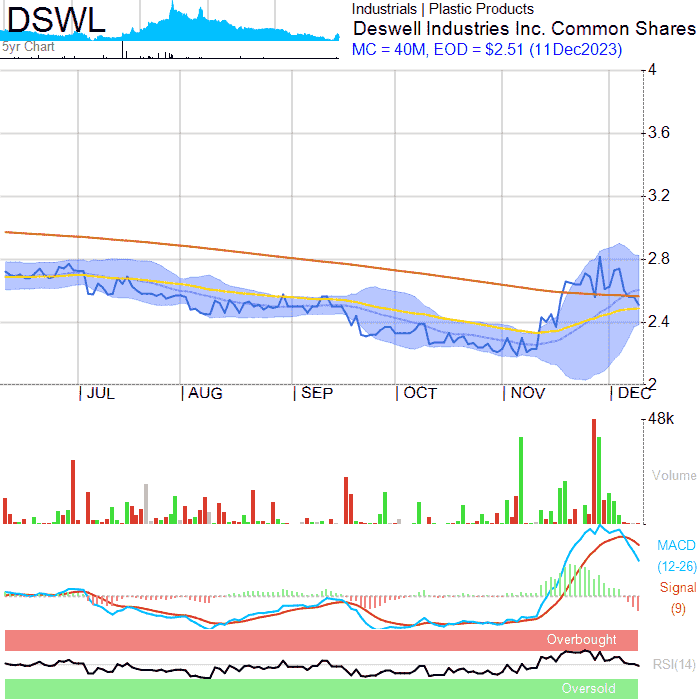 DSWL
5yr Chart
Industrials | Plastic Products
Deswell Industries Inc. Common Shares
MC = 40M, EOD = $2.51 (11Dec2023)
4
3.6
3.2
2.8
2.4
2
JUL AUG SEP OCT NOV DEC
48k
Volume
MACD
(12-26)
Signal
(9)
Overbought
RSI(14)
Oversold